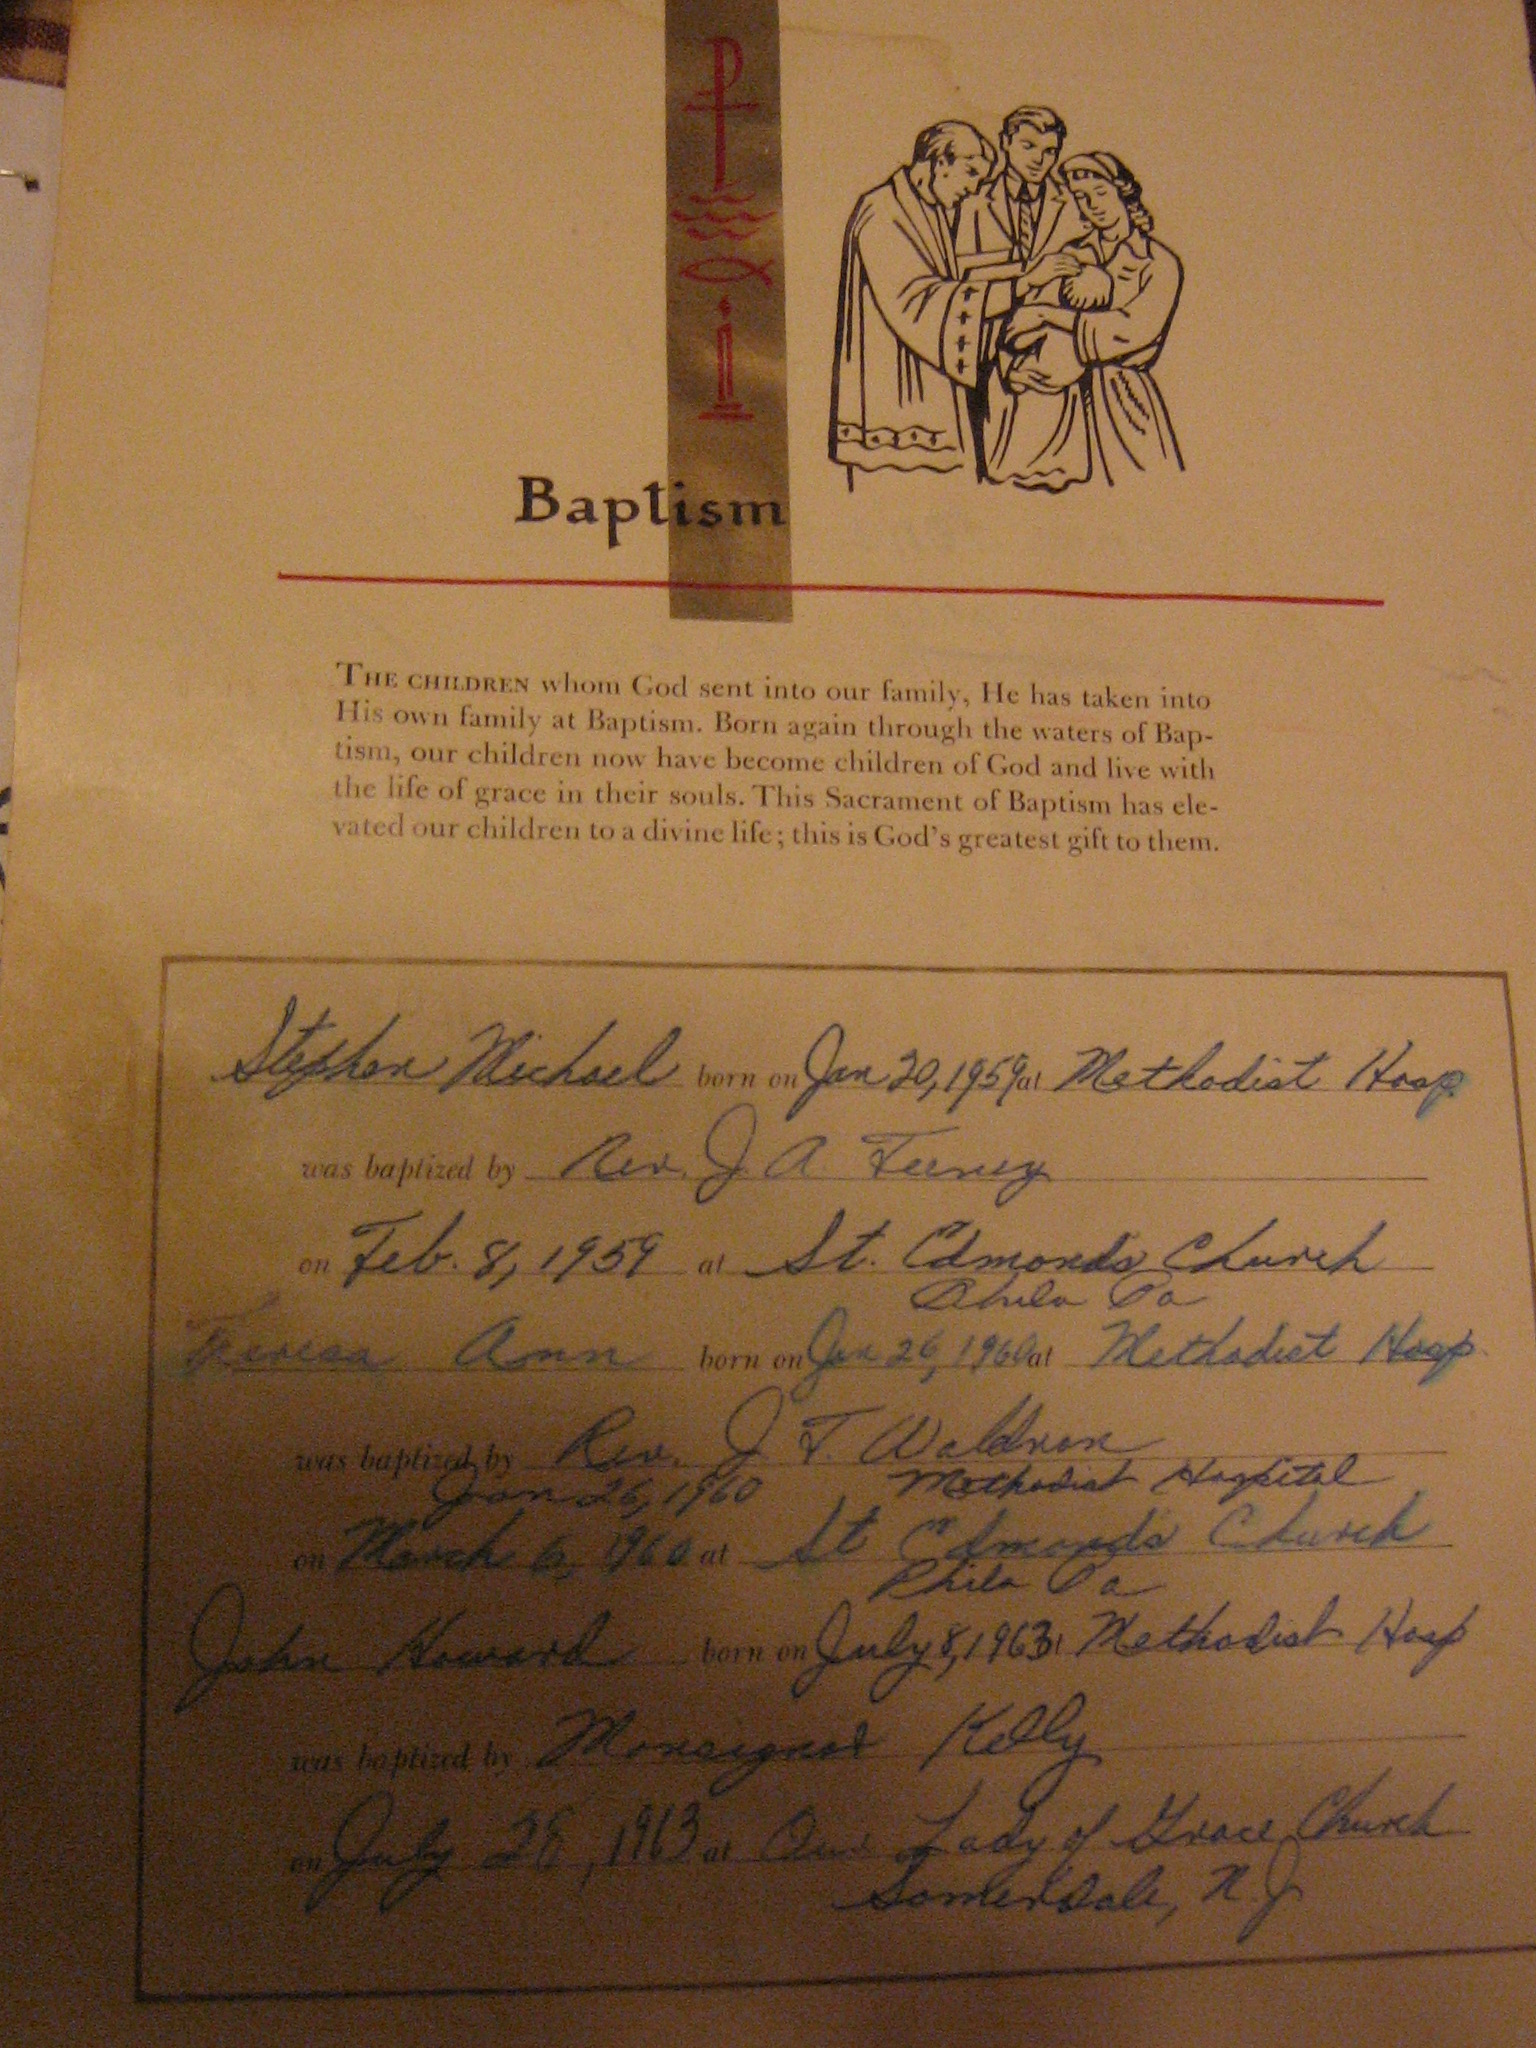 Baptism
THE CHILDREN whom God sent into our family, He has taken into
His own family at Baptism. Born again through the waters of Bap-
tism, our children now have become children of God and live with
the life of grace in their souls. This Sacrament of Baptism has ele-
vated our children to a divine life; this is God's greatest gift to them.
Stephen Michael born on Jan 20, 1959 at Methodist Hosp.
was baptized by Rev. J. A. Feeney
on Feb. 8, 1959 at St. Edmonds Church
Phila Pa
Teresa Ann born on Jan 26, 1960 at Methodist Hosp.
was baptized by Rev. J. T. Waldron
Jan 26, 1960 Methodist Hospital
on March 6, 1960 at St Edmonds Church
Phila Pa
John Howard born on July 8, 1963 at Methodist Hosp
was baptized by Monsignor Kelly
on July 28, 1963 at Our Lady of Grace Church
Somerdale, N.J